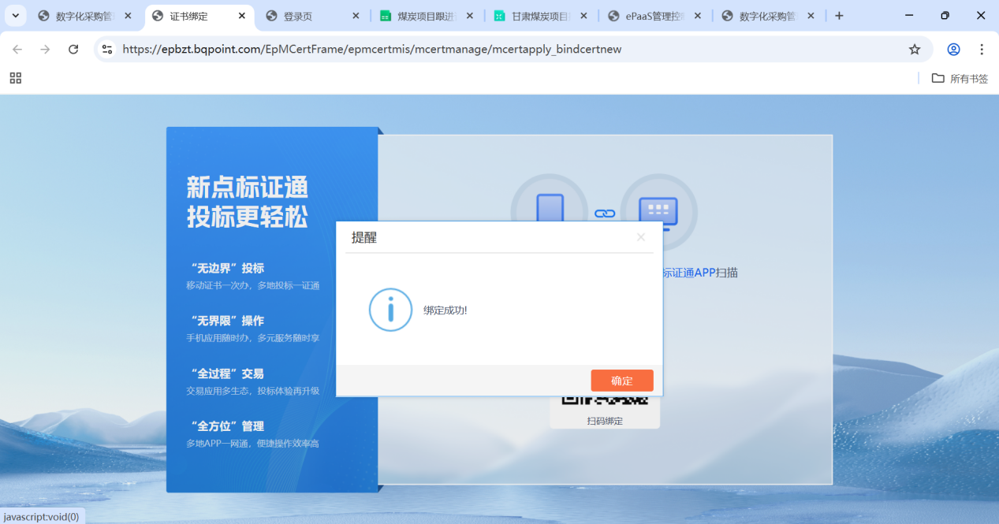 数字化采购管
证书绑定
登录页
煤炭项目跟进
甘肃煤炭项目
ePaaS管理控
数字化采购管
https://epbzt.bqpoint.com/EpMCertFrame/epmcertmis/mcertmanage/mcertapply_bindcertnew
所有书签
新点标证通
投标更轻松
“无边界”投标
移动证书一次办，多地投标一证通
“无界限”操作
手机应用随时办，多元服务随时享
“全过程”交易
交易应用多生态，投标体验再升级
“全方位”管理
多地APP一网通，便捷操作效率高
提醒
标证通APP扫描
绑定成功!
确定
扫码绑定
javascript:void(0)